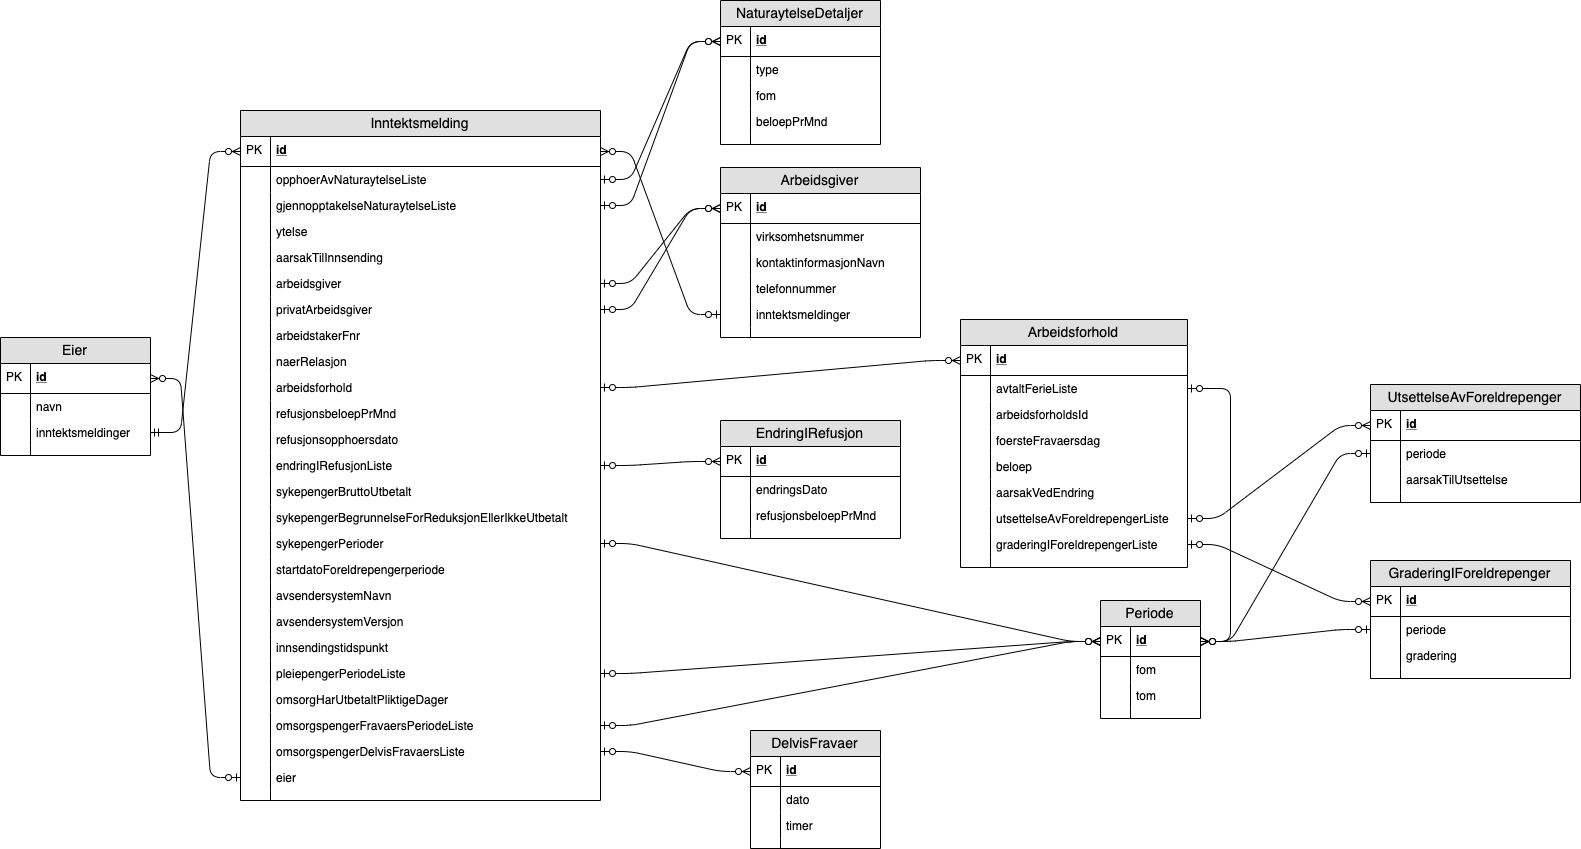 NaturaytelseDetaljer
PK id
type
fom
beloepPrMnd
Inntektsmelding
PK id
opphoerAvNaturaytelseListe
gjennopptakelseNaturaytelseListe
ytelse
aarsakTilInnsending
arbeidsgiver
privatArbeidsgiver
arbeidstakerFnr
naerRelasjon
arbeidsforhold
refusjonsbeloepPrMnd
refusjonsopphoersdato
endringIRefusjonListe
sykepengerBruttoUtbetalt
sykepengerBegrunnelseForReduksjonEllerIkkeUtbetalt
sykepengerPerioder
startdatoForeldrepengerperiode
avsendersystemNavn
avsendersystemVersjon
innsendingstidspunkt
pleiepengerPeriodeListe
omsorgHarUtbetaltPliktigeDager
omsorgspengerFravaersPeriodeListe
omsorgspengerDelvisFravaersListe
eier
Arbeidsgiver
PK id
virksomhetsnummer
kontaktinformasjonNavn
telefonnummer
inntektsmeldinger
Eier
PK id
navn
inntektsmeldinger
Arbeidsforhold
PK id
avtaltFerieListe
arbeidsforholdsId
foersteFravaersdag
beloep
aarsakVedEndring
utsettelseAvForeldrepengerListe
graderingIForeldrepengerListe
UtsettelseAvForeldrepenger
PK id
periode
aarsakTilUtsettelse
EndringIRefusjon
PK id
endringsDato
refusjonsbeloepPrMnd
GraderingIForeldrepenger
PK id
periode
gradering
Periode
PK id
fom
tom
DelvisFravaer
PK id
dato
timer